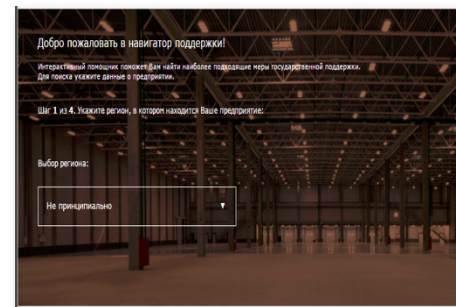 Добро пожаловать в навигатор поддержки!
Интерактивный помощник поможет Вам найти наиболее подходящие меры государственной поддержки.
Для поиска укажите данные о предприятии.
Шаг 1 из 4. Укажите регион, в котором находится Ваше предприятие:
Выбор региона:
Не принципиально